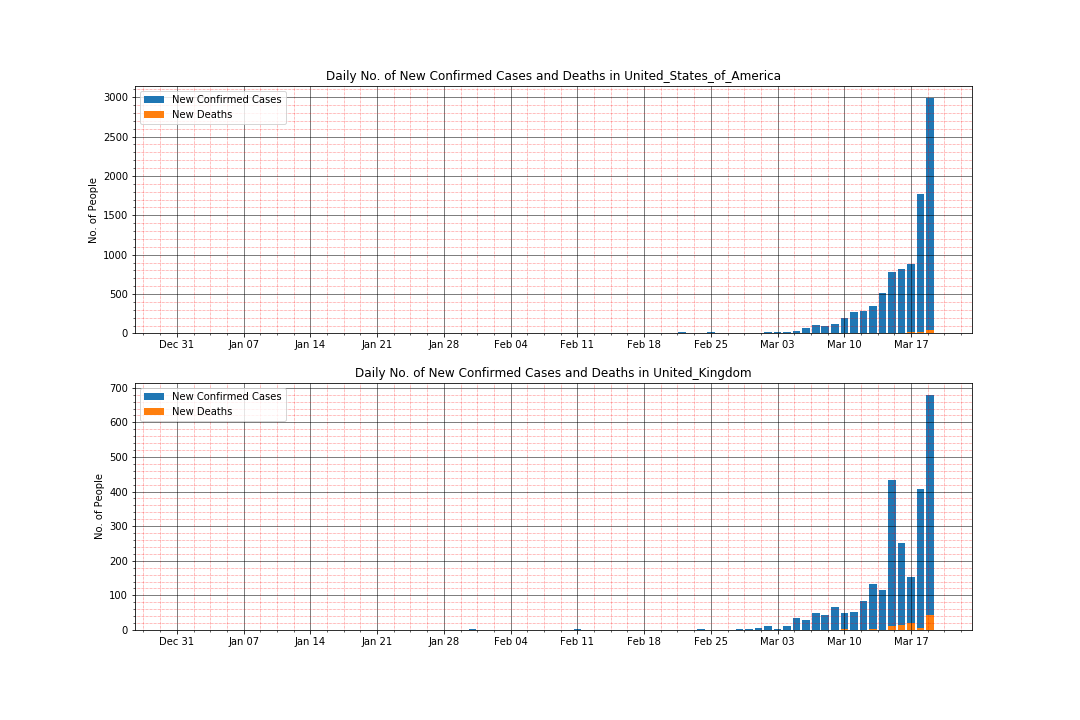 Daily No. of New Confirmed Cases and Deaths in United_States_of_America
New Confirmed Cases
New Deaths
No. of People
3000
2500
2000
1500
1000
500
0
Dec 31 Jan 07 Jan 14 Jan 21 Jan 28 Feb 04 Feb 11 Feb 18 Feb 25 Mar 03 Mar 10 Mar 17
Daily No. of New Confirmed Cases and Deaths in United_Kingdom
New Confirmed Cases
New Deaths
No. of People
700
600
500
400
300
200
100
0
Dec 31 Jan 07 Jan 14 Jan 21 Jan 28 Feb 04 Feb 11 Feb 18 Feb 25 Mar 03 Mar 10 Mar 17